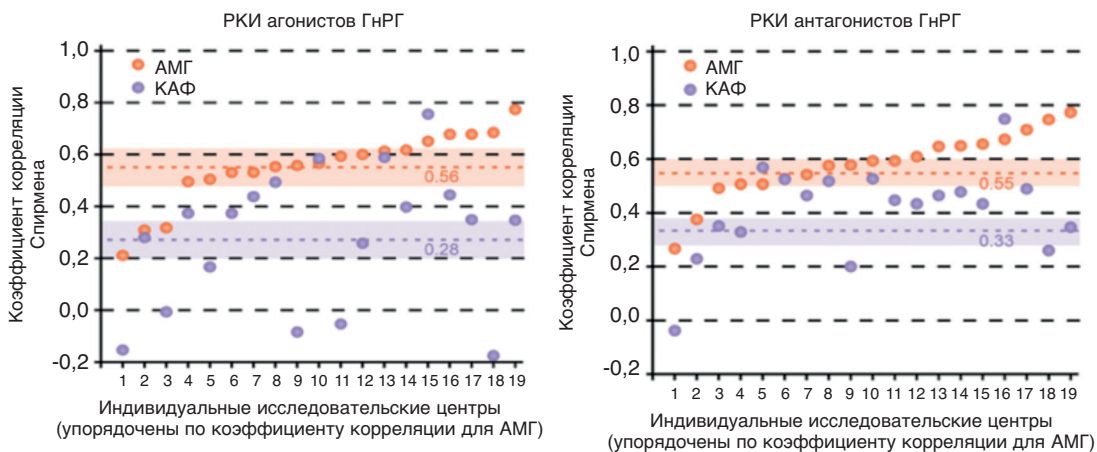 РКИ агонистов ГнРГ
Коэффициент корреляции
Спирмена
1,0
0,8
0,6
0,4
0,2
0,0
-0,2
АМГ
КАФ
0.56
0.28
1 2 3 4 5 6 7 8 9 10 11 12 13 14 15 16 17 18 19
Индивидуальные исследовательские центры
(упорядочены по коэффициенту корреляции для АМГ)
РКИ антагонистов ГнРГ
Коэффициент корреляции
Спирмена
1,0
0,8
0,6
0,4
0,2
0,0
-0,2
АМГ
КАФ
0.55
0.33
1 2 3 4 5 6 7 8 9 10 11 12 13 14 15 16 17 18 19
Индивидуальные исследовательские центры
(упорядочены по коэффициенту корреляции для АМГ)